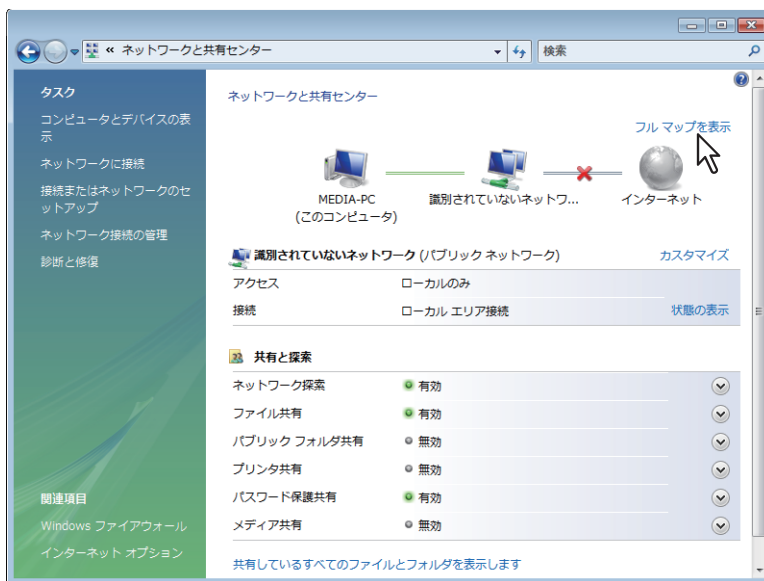 « ネットワークと共有センター
検索
タスク
コンピュータとデバイスの表
示
ネットワークに接続
接続またはネットワークのセ
ットアップ
ネットワーク接続の管理
診断と修復
関連項目
Windows ファイアウォール
インターネット オプション
ネットワークと共有センター
フル マップを表示
MEDIA-PC
(このコンピュータ)
識別されていないネットワ...
インターネット
識別されていないネットワーク (パブリック ネットワーク)
カスタマイズ
アクセス ローカルのみ
接続 ローカル エリア接続 状態の表示
共有と探索
ネットワーク探索 有効
ファイル共有 有効
パブリック フォルダ共有 無効
プリンタ共有 無効
パスワード保護共有 有効
メディア共有 無効
共有しているすべてのファイルとフォルダを表示します